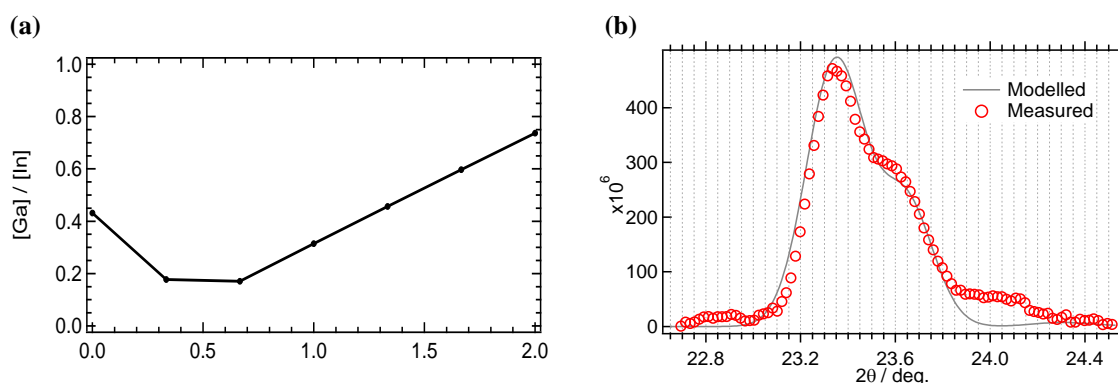 (a)
[Ga] / [In]
1.0
0.8
0.6
0.4
0.2
0.0
0.0 0.5 1.0 1.5 2.0
(b)
x10⁶
400
300
200
100
0
Modelled
Measured
22.8 23.2 23.6 24.0 24.4
2θ / deg.